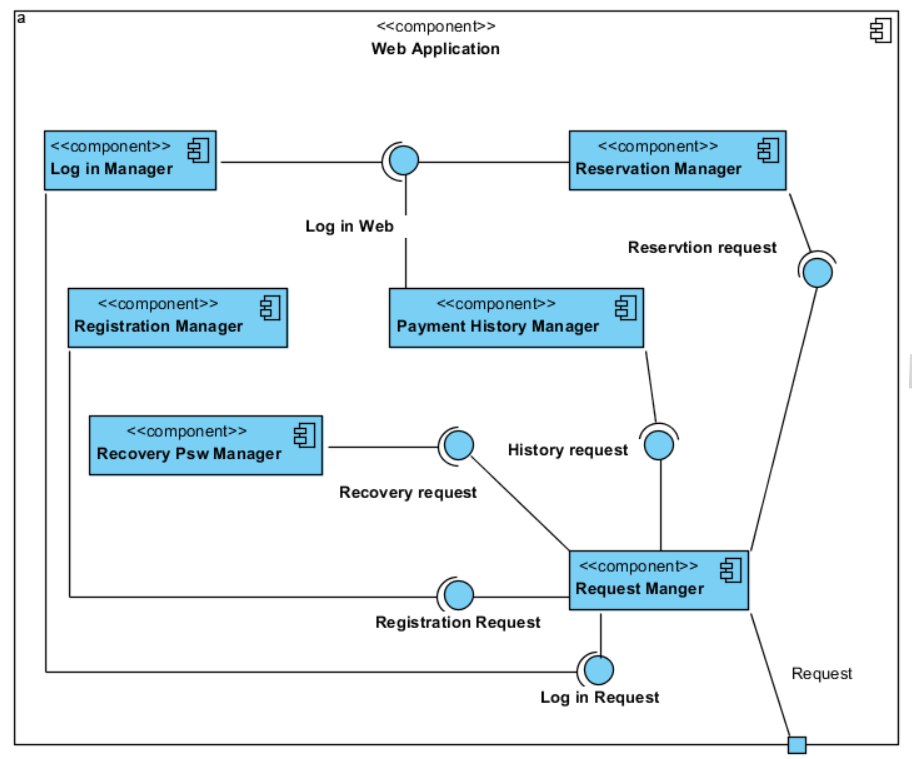 a
<<component>>
Web Application
<<component>>
Log in Manager
<<component>>
Reservation Manager
Log in Web
Reservtion request
<<component>>
Registration Manager
<<component>>
Payment History Manager
<<component>>
Recovery Psw Manager
History request
Recovery request
<<component>>
Request Manger
Registration Request
Log in Request
Request